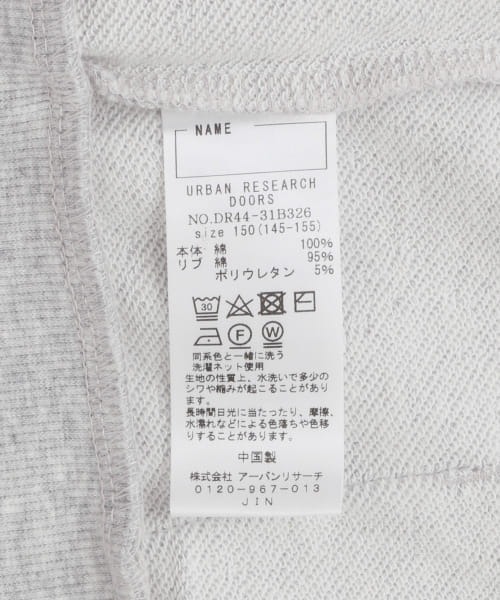 NAME
URBAN RESEARCH
DOORS
NO.DR44-31B326
size 150(145-155)
本体 綿 100%
リブ 綿 95%
ポリウレタン 5%
30
F W
同系色と一緒に洗う
洗濯ネット使用
生地の性質上、水洗いで多少の
シワや縮みが起こることがあり
ます。
長時間日光に当たったり、摩擦、
水濡れなどによる色落ちや色移
りすることがあります。
中国製
株式会社 アーバンリサーチ
0120-967-013
JIN